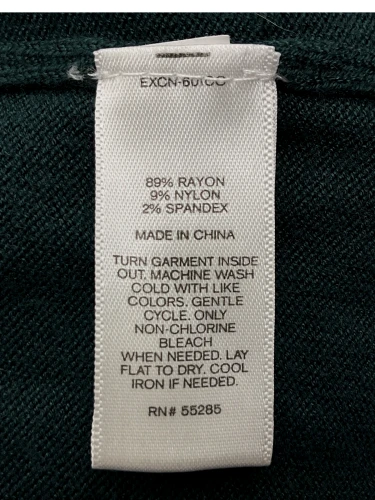 EXCN-601CC
89% RAYON
9% NYLON
2% SPANDEX
MADE IN CHINA
TURN GARMENT INSIDE
OUT. MACHINE WASH
COLD WITH LIKE
COLORS. GENTLE
CYCLE. ONLY
NON-CHLORINE
BLEACH
WHEN NEEDED. LAY
FLAT TO DRY. COOL
IRON IF NEEDED.
RN# 55285